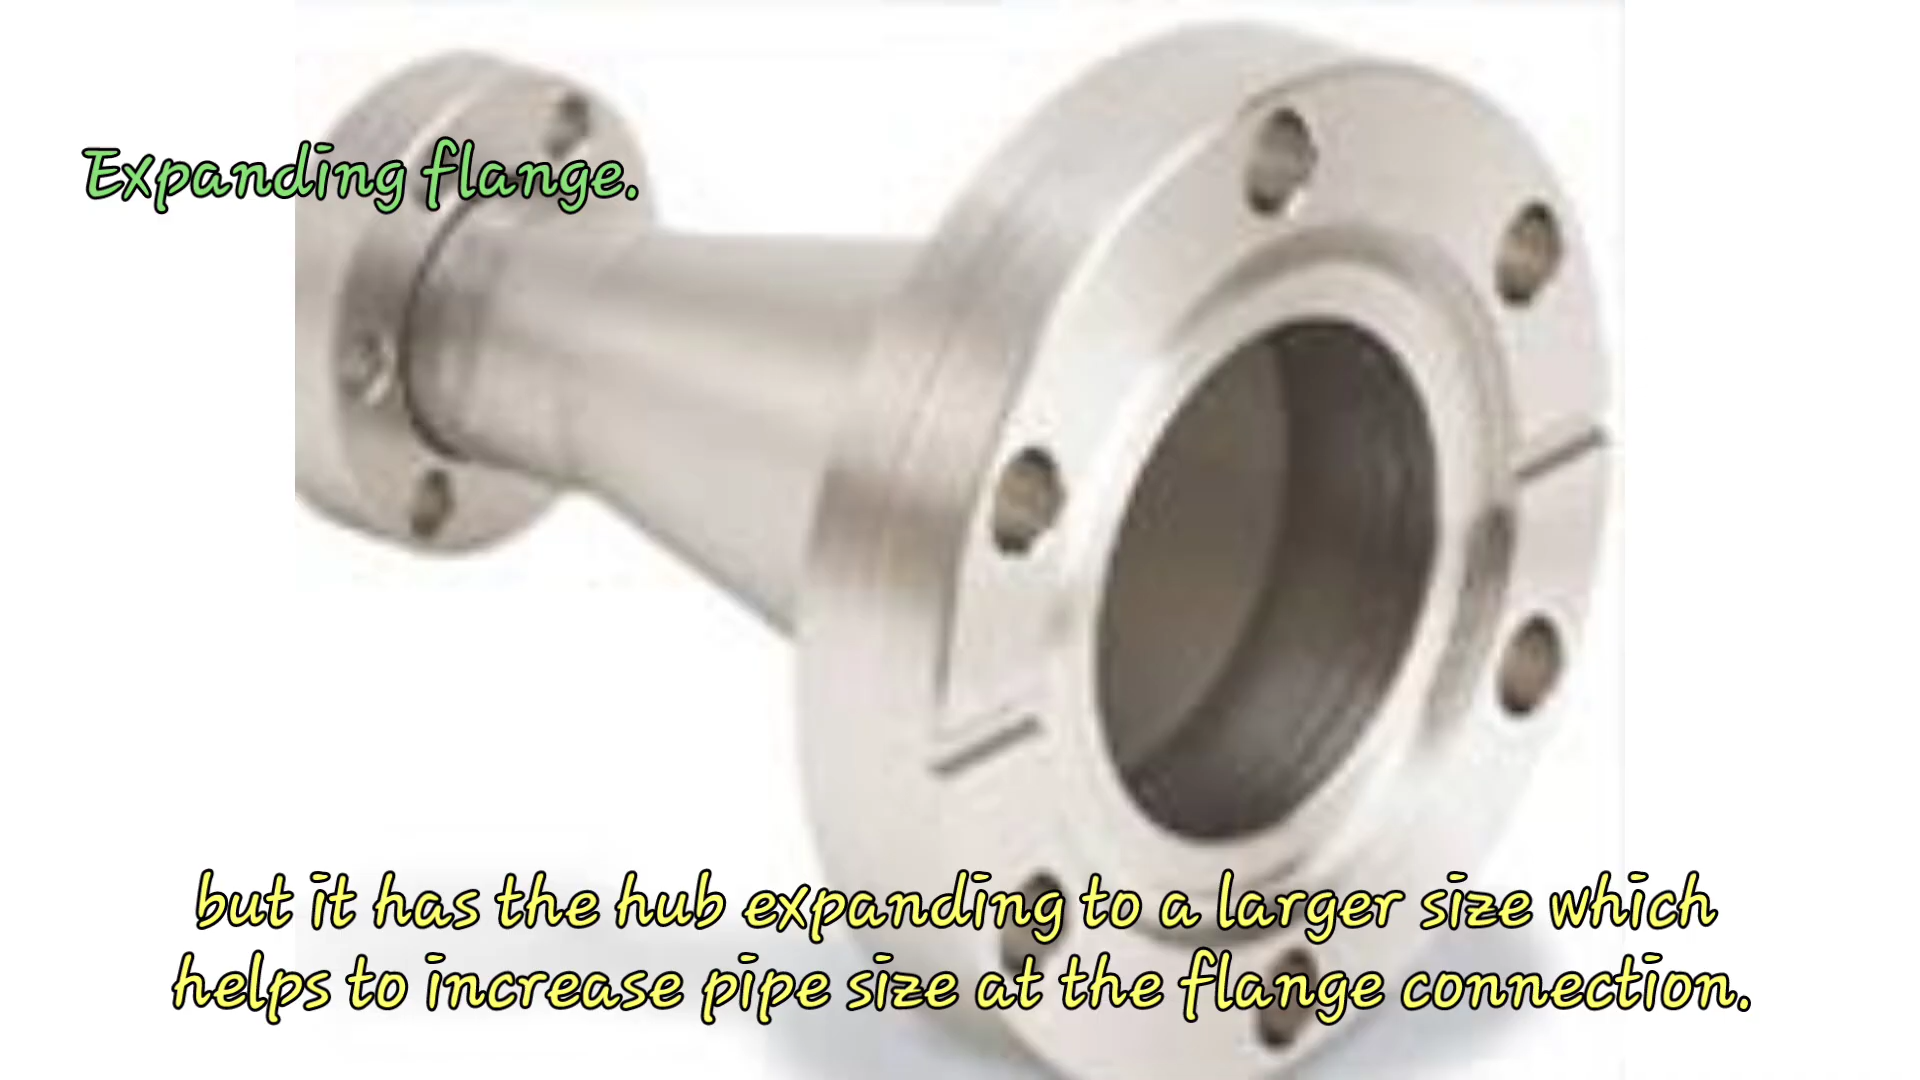 Expanding flange.
but it has the hub expanding to a larger size which
helps to increase pipe size at the flange connection.